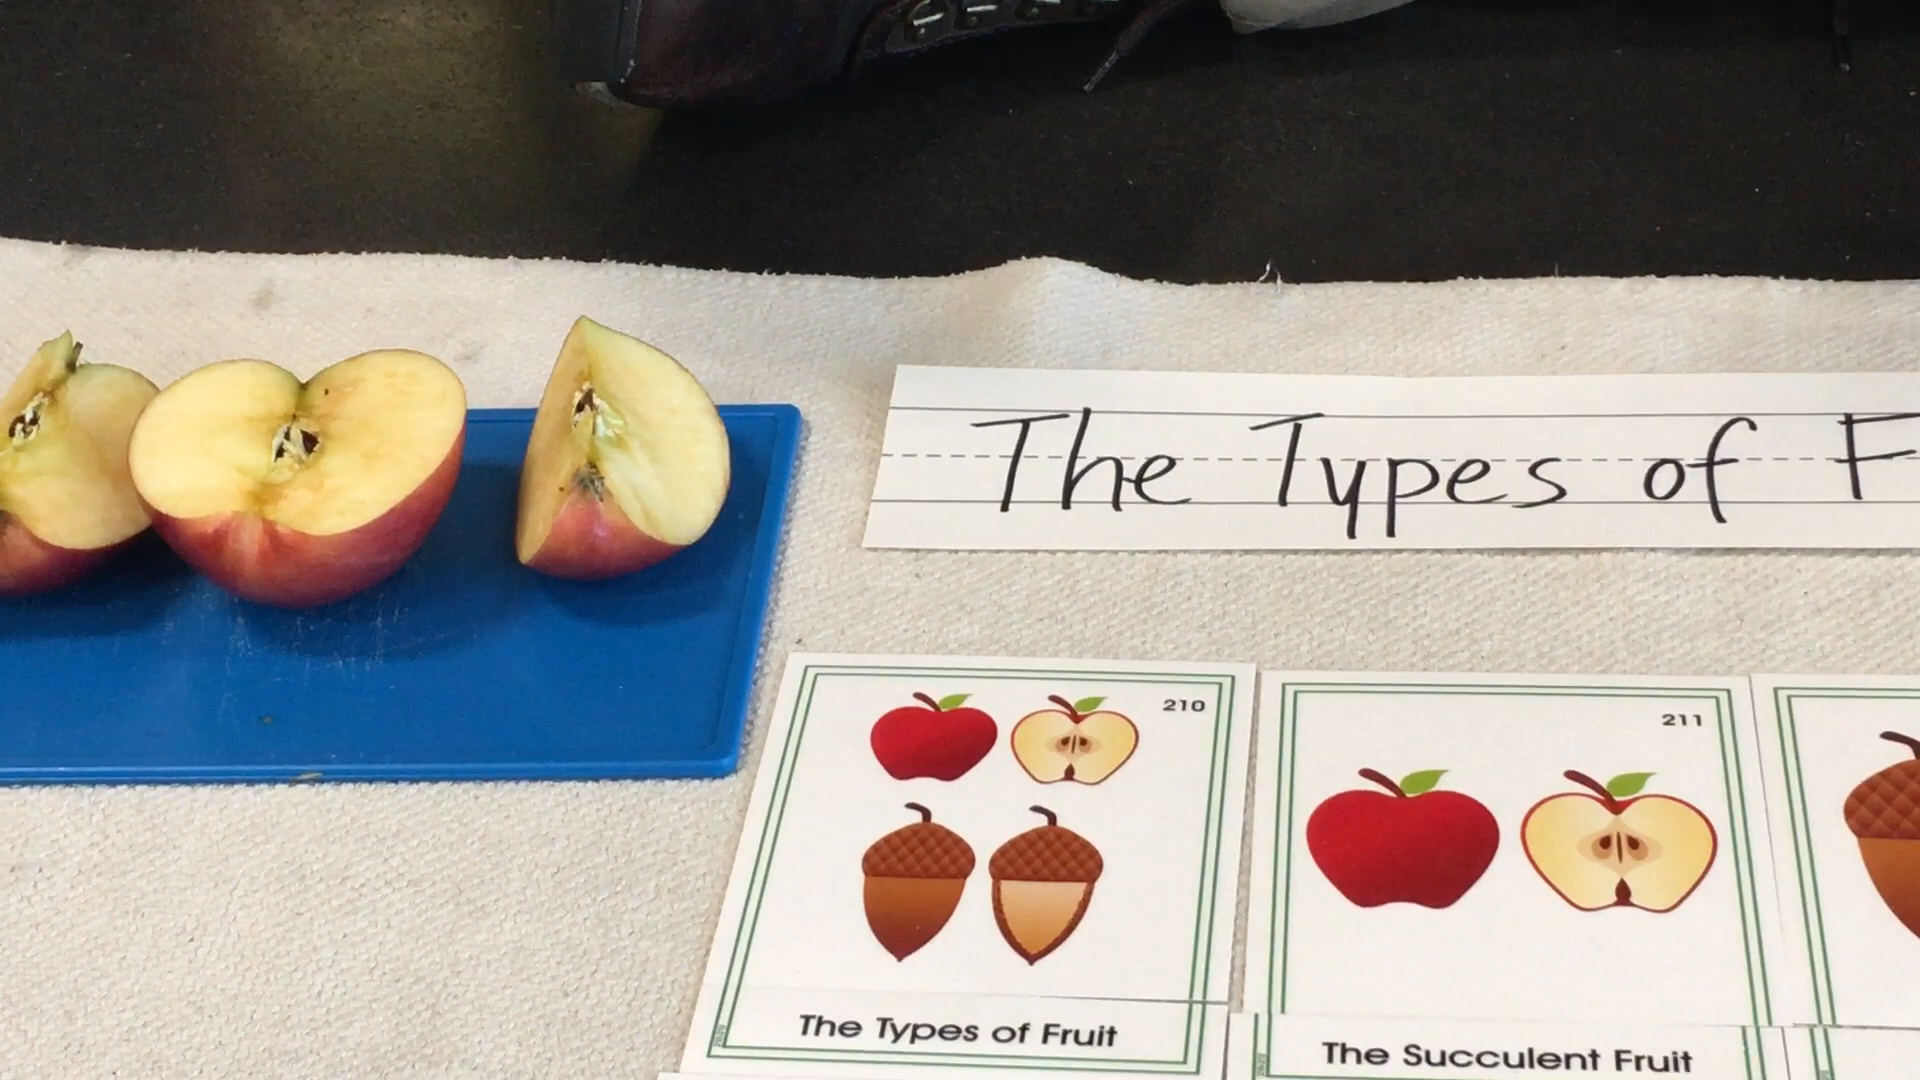 The Types of F
210
211
The Types of Fruit
The Succulent Fruit